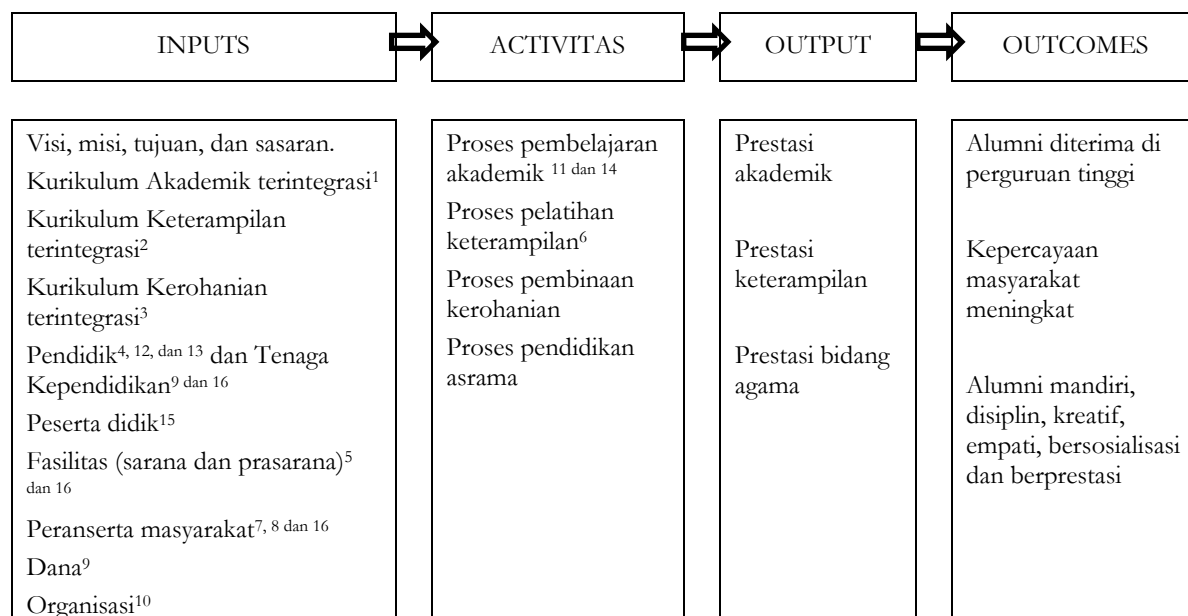 INPUTS
ACTIVITAS
OUTPUT
OUTCOMES
Visi, misi, tujuan, dan sasaran.
Kurikulum Akademik terintegrasi¹
Kurikulum Keterampilan
terintegrasi²
Kurikulum Kerohanian
terintegrasi³
Pendidik⁴, ¹², ᵈᵃⁿ ¹³ dan Tenaga
Kependidikan⁹ ᵈᵃⁿ ¹⁶
Peserta didik¹⁵
Fasilitas (sarana dan prasarana)⁵
ᵈᵃⁿ ¹⁶
Peranserta masyarakat⁷, ⁸ ᵈᵃⁿ ¹⁶
Dana⁹
Organisasi¹⁰
Proses pembelajaran
akademik ¹¹ ᵈᵃⁿ ¹⁴
Proses pelatihan
keterampilan⁶
Proses pembinaan
kerohanian
Proses pendidikan
asrama
Prestasi
akademik
Prestasi
keterampilan
Prestasi bidang
agama
Alumni diterima di
perguruan tinggi
Kepercayaan
masyarakat
meningkat
Alumni mandiri,
disiplin, kreatif,
empati, bersosialisasi
dan berprestasi